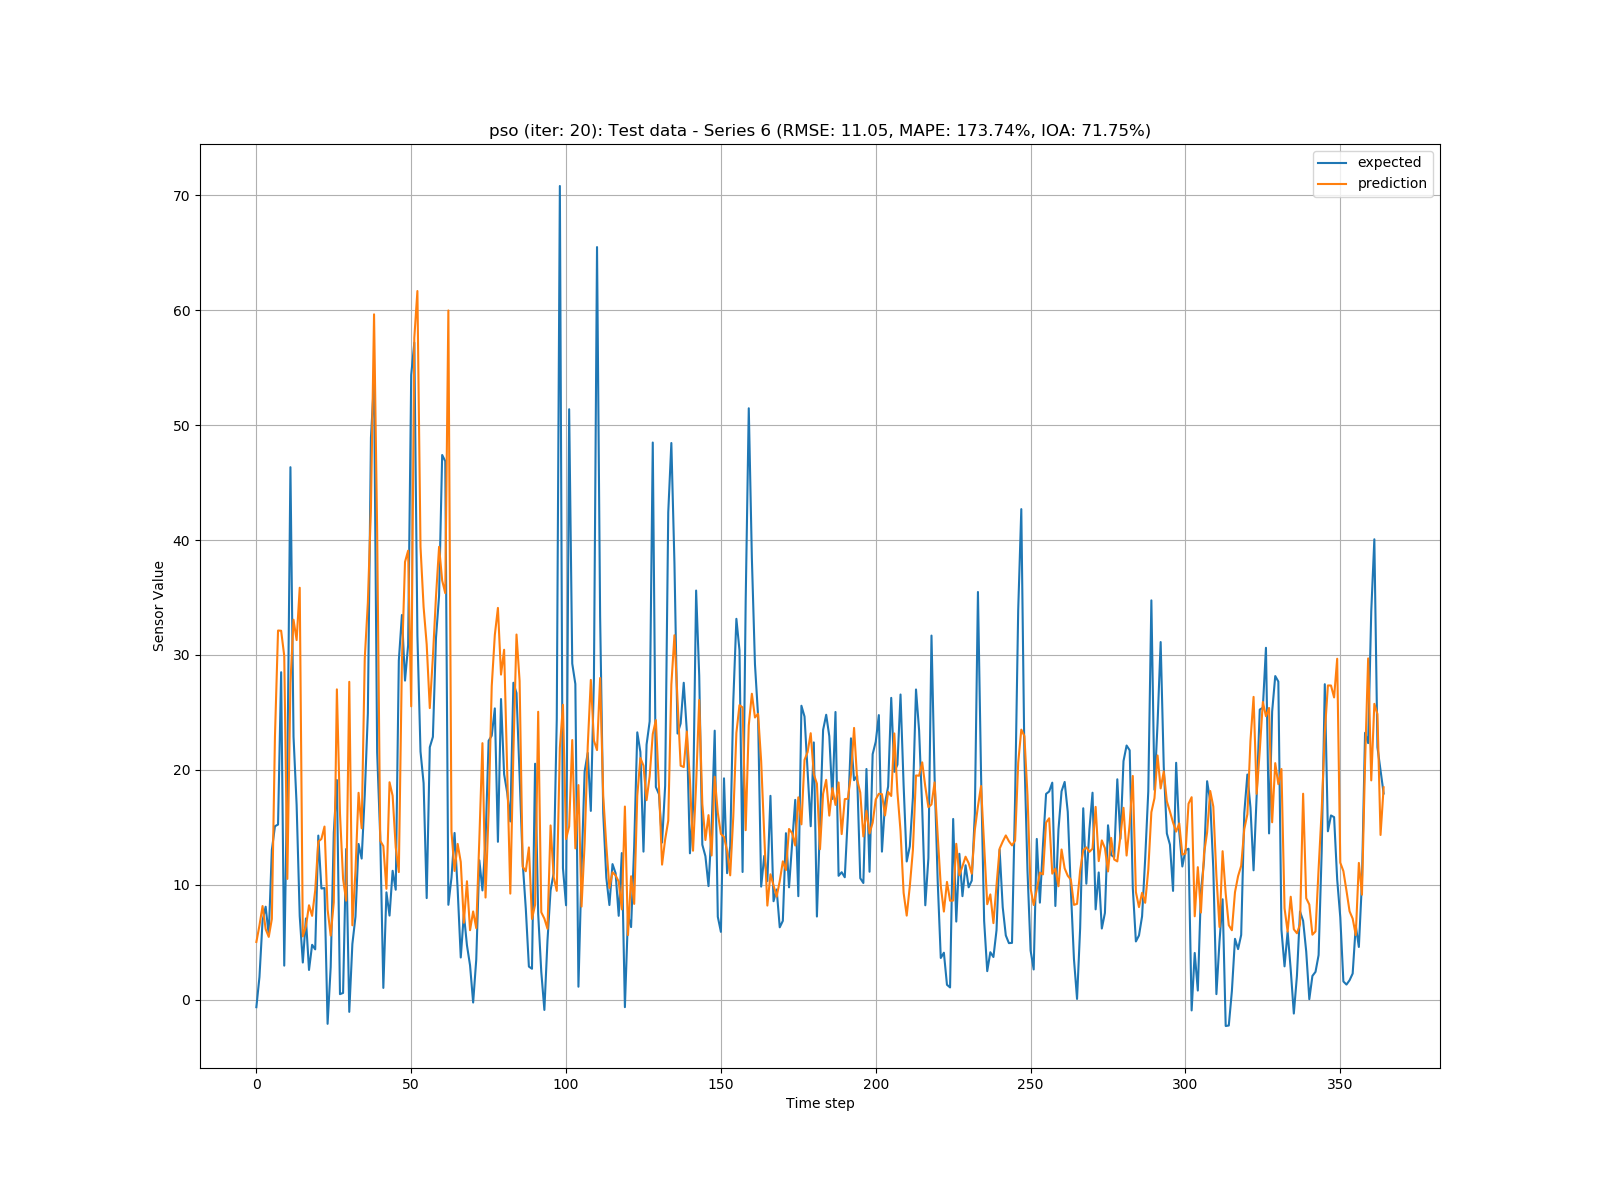 pso (iter: 20): Test data - Series 6 (RMSE: 11.05, MAPE: 173.74%, IOA: 71.75%)
expected
prediction
70
60
50
40
30
20
10
0
Sensor Value
0 50 100 150 200 250 300 350
Time step